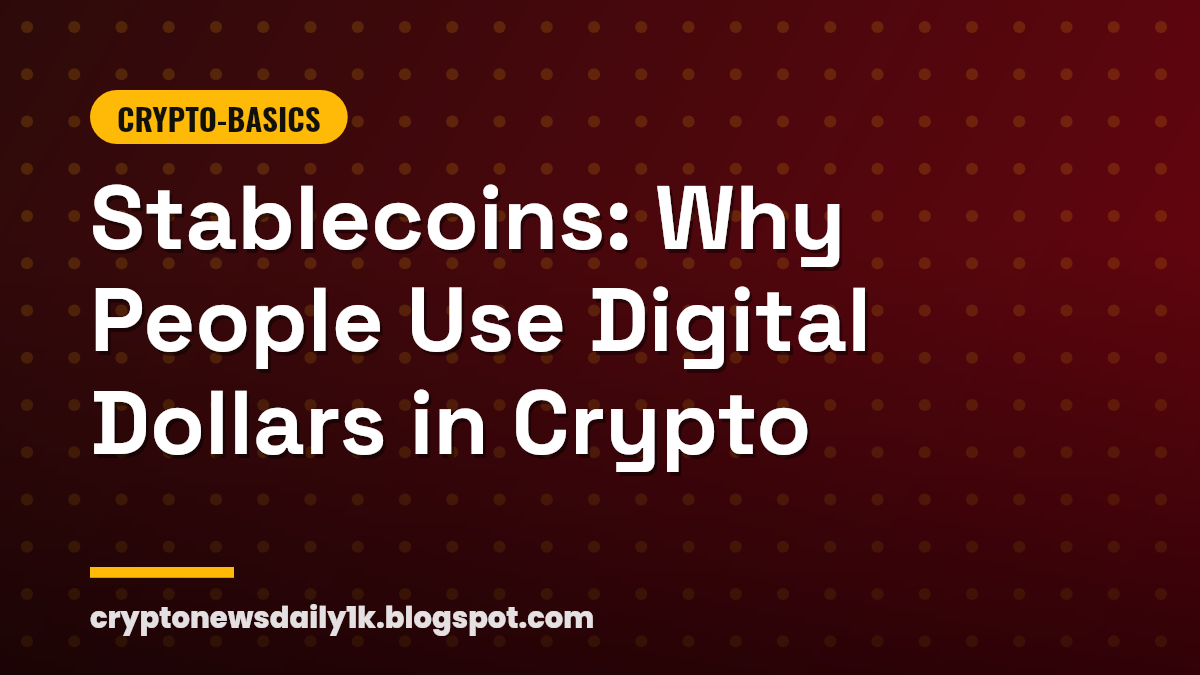 CRYPTO-BASICS
Stablecoins: Why
People Use Digital
Dollars in Crypto
cryptonewsdaily1k.blogspot.com